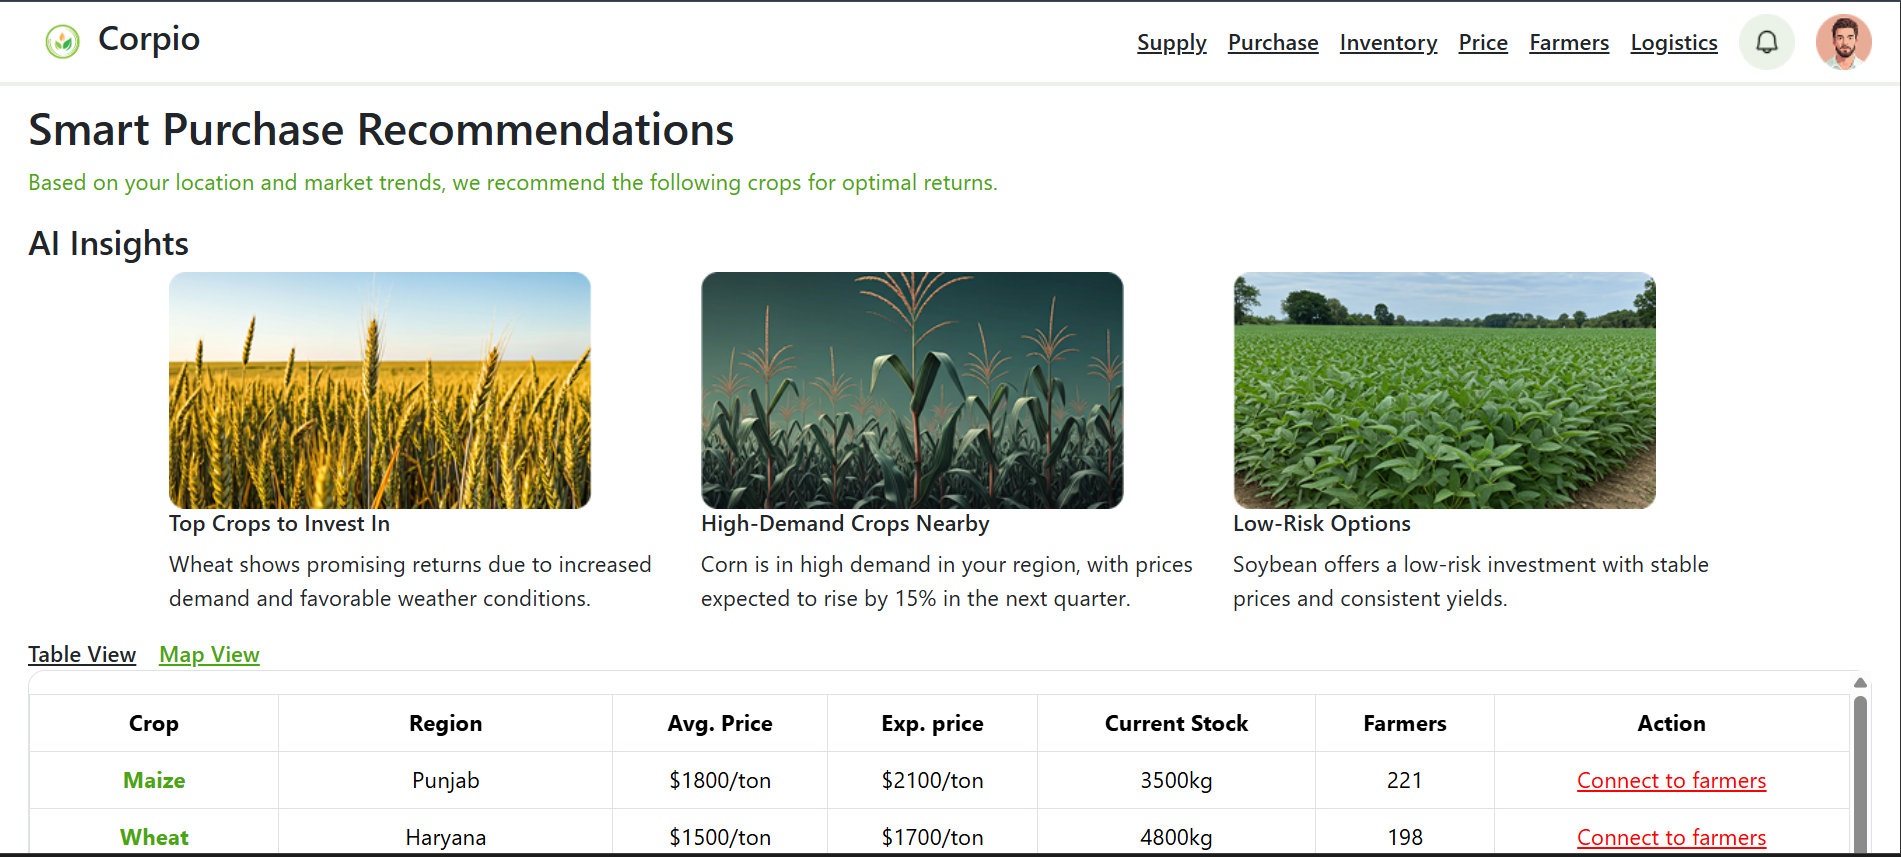 Corpio
Supply Purchase Inventory Price Farmers Logistics
Smart Purchase Recommendations
Based on your location and market trends, we recommend the following crops for optimal returns.
AI Insights
Top Crops to Invest In
Wheat shows promising returns due to increased
demand and favorable weather conditions.
High-Demand Crops Nearby
Corn is in high demand in your region, with prices
expected to rise by 15% in the next quarter.
Low-Risk Options
Soybean offers a low-risk investment with stable
prices and consistent yields.
Table View Map View
Crop Region Avg. Price Exp. price Current Stock Farmers Action
Maize Punjab $1800/ton $2100/ton 3500kg 221 Connect to farmers
Wheat Haryana $1500/ton $1700/ton 4800kg 198 Connect to farmers